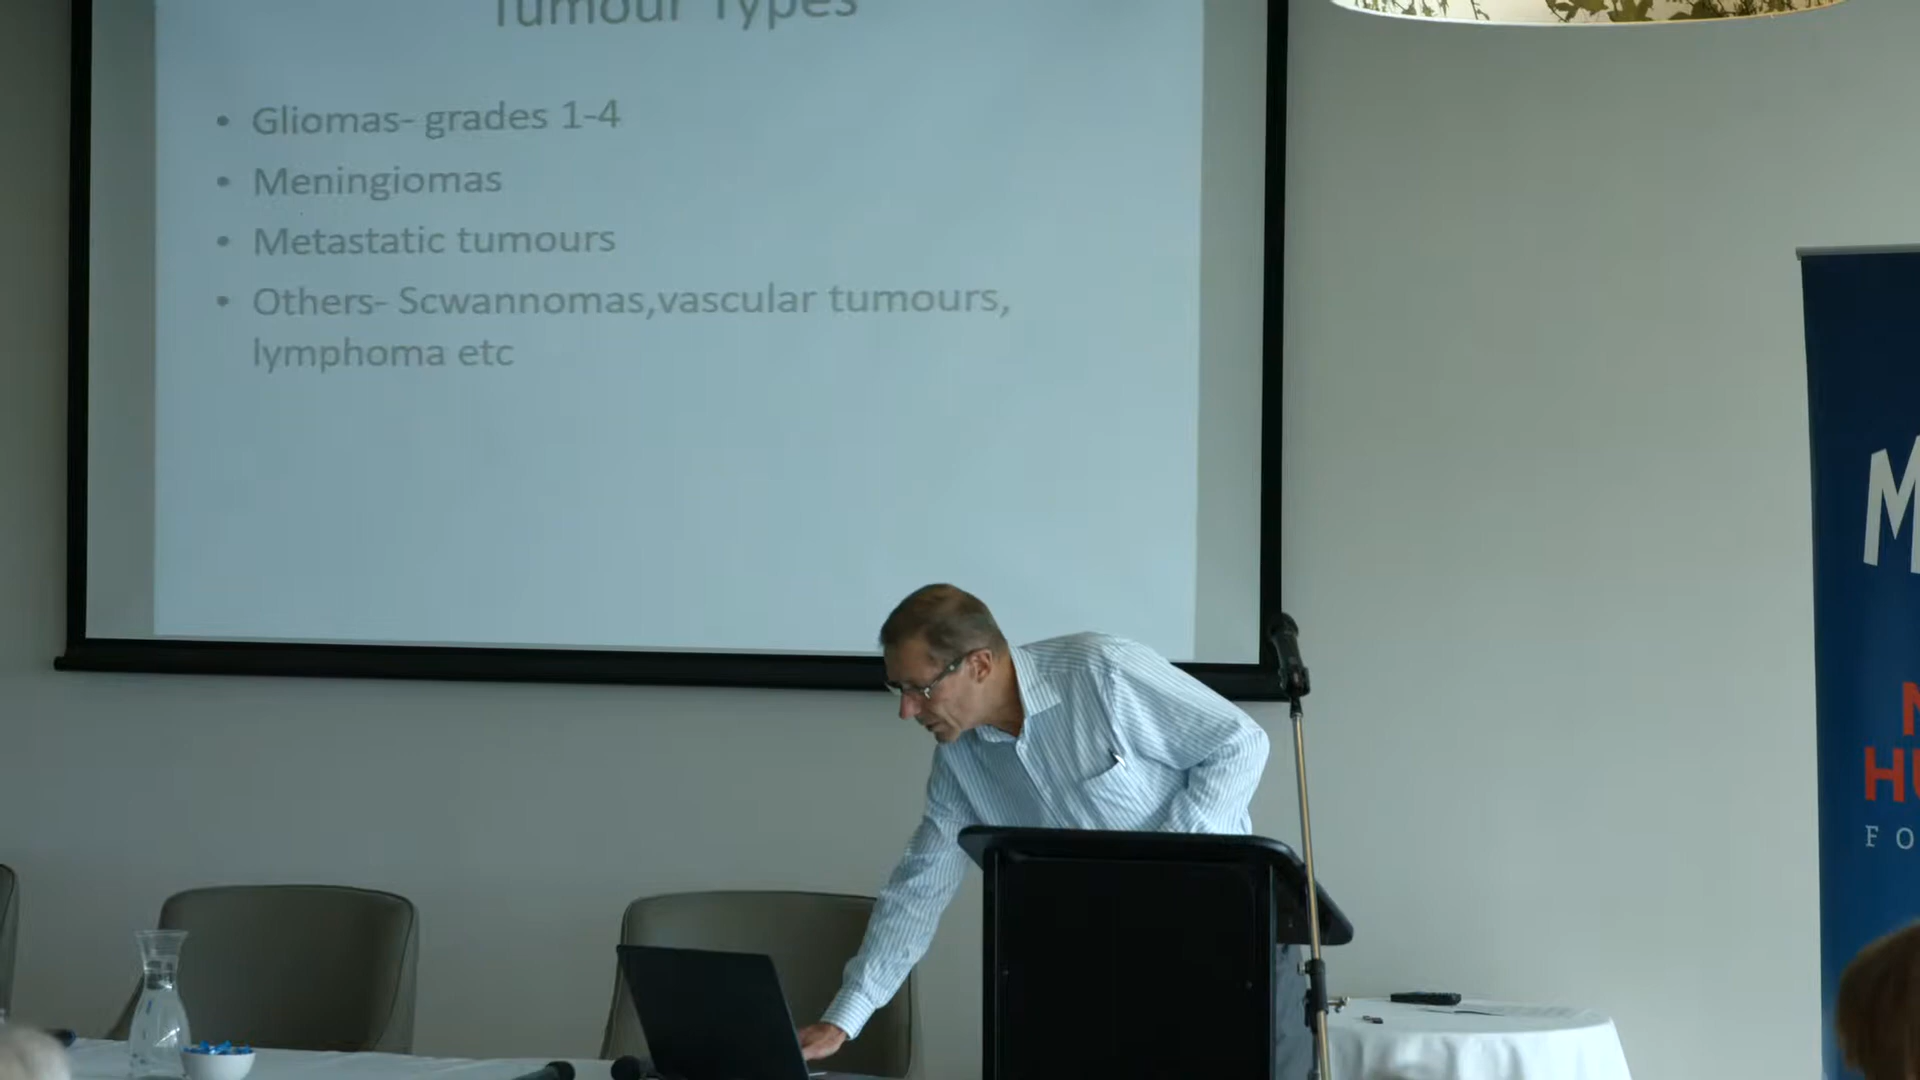 Tumour Types
• Gliomas- grades 1-4
• Meningiomas
• Metastatic tumours
• Others- Scwannomas,vascular tumours,
lymphoma etc